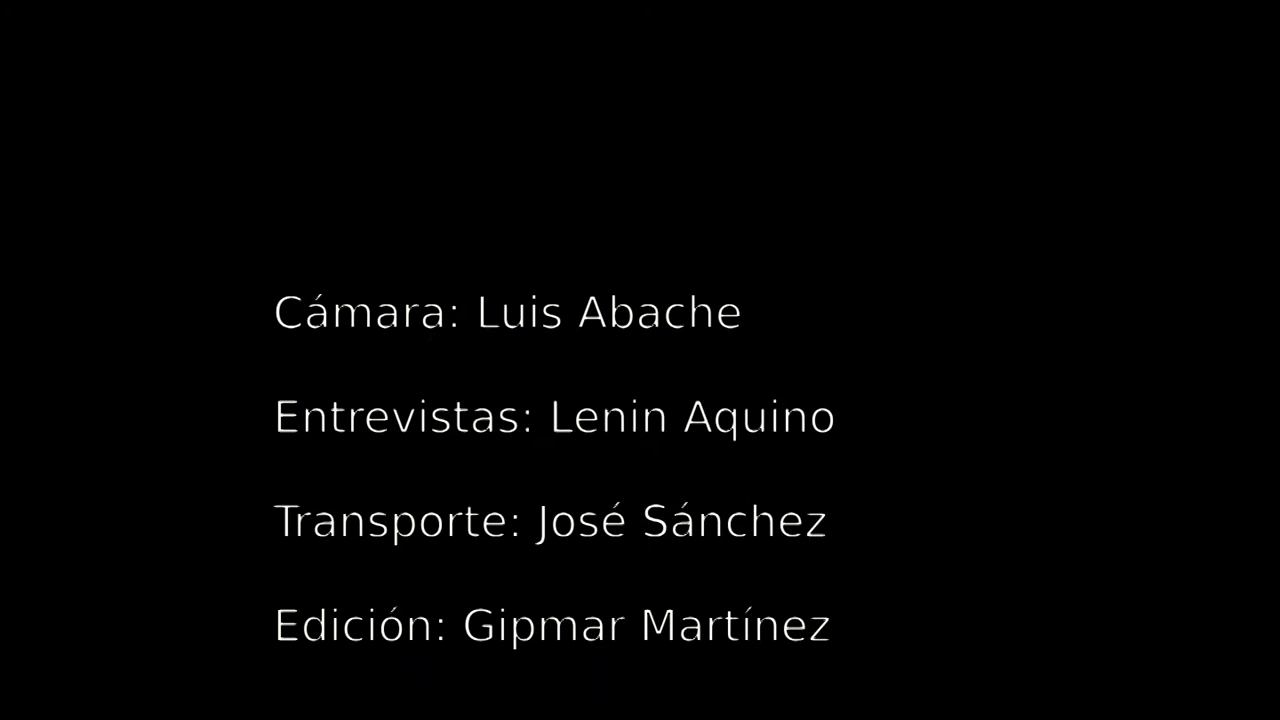 Cámara: Luis Abache
Entrevistas: Lenin Aquino
Transporte: José Sánchez
Edición: Gipmar Martínez